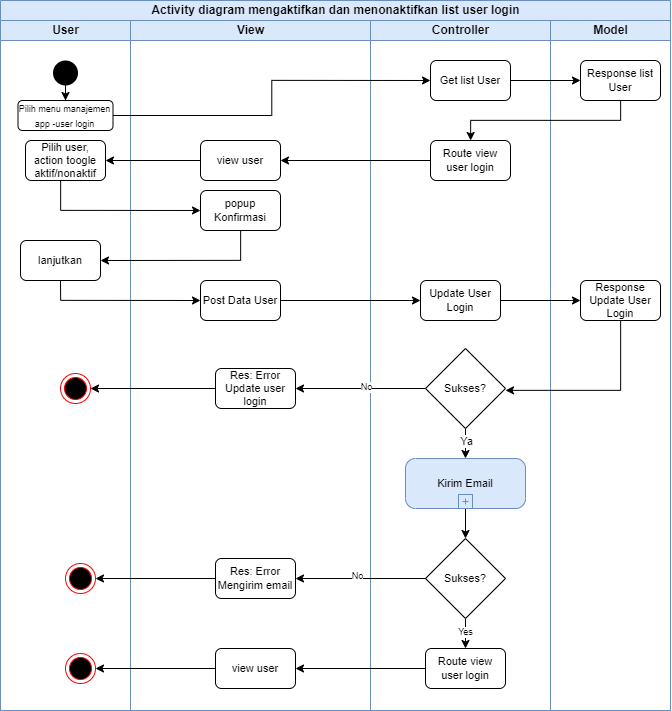 Activity diagram mengaktifkan dan menonaktifkan list user login
User
View
Controller
Model
Pilih menu manajemen
app -user login
Get list User
Response list
User
Route view
user login
view user
Pilih user,
action toogle
aktif/nonaktif
popup
Konfirmasi
lanjutkan
Post Data User
Update User
Login
Response
Update User
Login
Sukses?
No
Res: Error
Update user
login
Ya
Kirim Email
+
Sukses?
No
Res: Error
Mengirim email
Yes
Route view
user login
view user